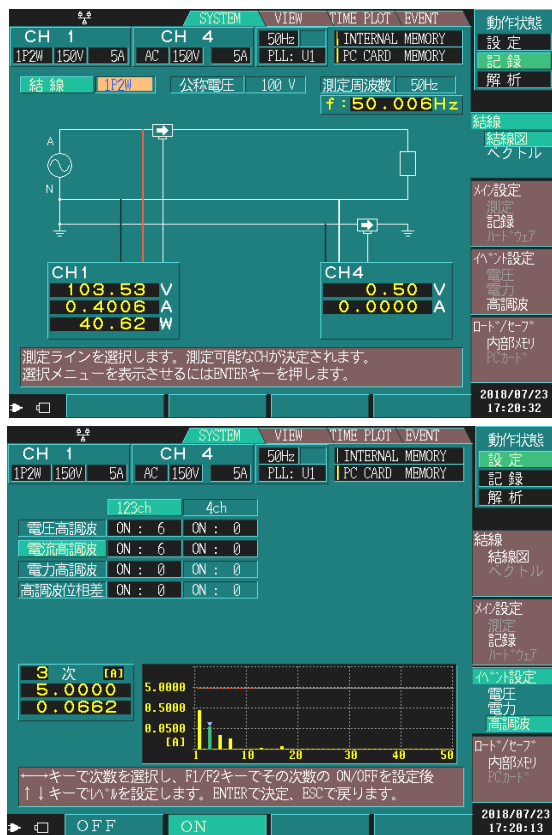 SYSTEM VIEW TIME PLOT EVENT 動作状態
CH 1 CH 4 50Hz INTERNAL MEMORY 設 定
1P2W 150V 5A AC 150V 5A PLL: U1 PC CARD MEMORY 記 録
解 析
結 線 1P2W 公称電圧 100 V 測定周波数 50Hz
f:50.006Hz
結線
結線図
ベクトル
A
N
メイン設定
測定
記録
ハードウェア
イベント設定
電圧
電力
高調波
CH1
103.53 V
0.4006 A
40.62 W
CH4
0.50 V
0.0000 A
ロード/セーブ
内部メモリ
PCカード
測定ラインを選択します。測定可能なCHが決定されます。
選択メニューを表示させるにはENTERキーを押します。
2018/07/23
17:20:32
SYSTEM VIEW TIME PLOT EVENT 動作状態
CH 1 CH 4 50Hz INTERNAL MEMORY 設 定
1P2W 150V 5A AC 150V 5A PLL: U1 PC CARD MEMORY 記 録
解 析
123ch 4ch
電圧高調波 ON : 6 ON : 0
電流高調波 ON : 6 ON : 0
電力高調波 ON : 0 ON : 0
高調波位相差 ON : 0 ON : 0
結線
結線図
ベクトル
メイン設定
測定
記録
ハードウェア
イベント設定
電圧
電力
高調波
3 次 [A]
5.0000
0.0662
5.0000
0.5000
0.0500
[A]
1 10 20 30 40 50
ロード/セーブ
内部メモリ
PCカード
←→キーで次数を選択し、F1/F2キーでその次数の ON/OFFを設定後
↑↓キーでレベルを設定します。ENTERで決定、ESCで戻ります。
OFF ON
2018/07/23
17:20:13